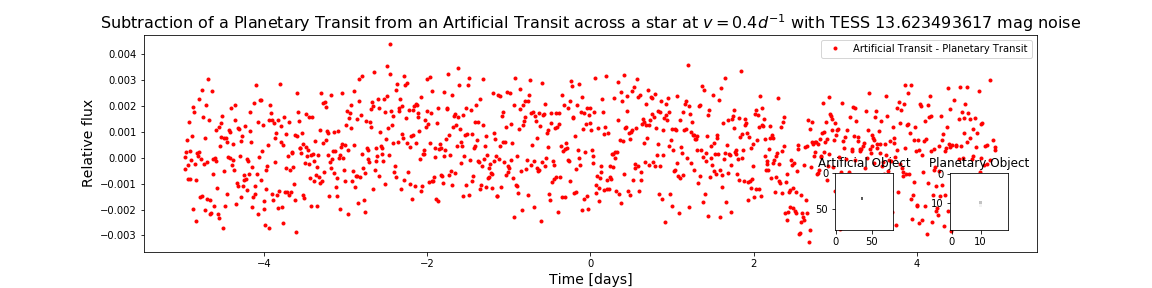 Subtraction of a Planetary Transit from an Artificial Transit across a star at v = 0.4d⁻¹ with TESS 13.623493617 mag noise
Artificial Transit - Planetary Transit
Relative flux
0.004
0.003
0.002
0.001
0.000
−0.001
−0.002
−0.003
Artificial Object
0
50
0 50
Planetary Object
0
10
0 10
−4 −2 0 2 4
Time [days]